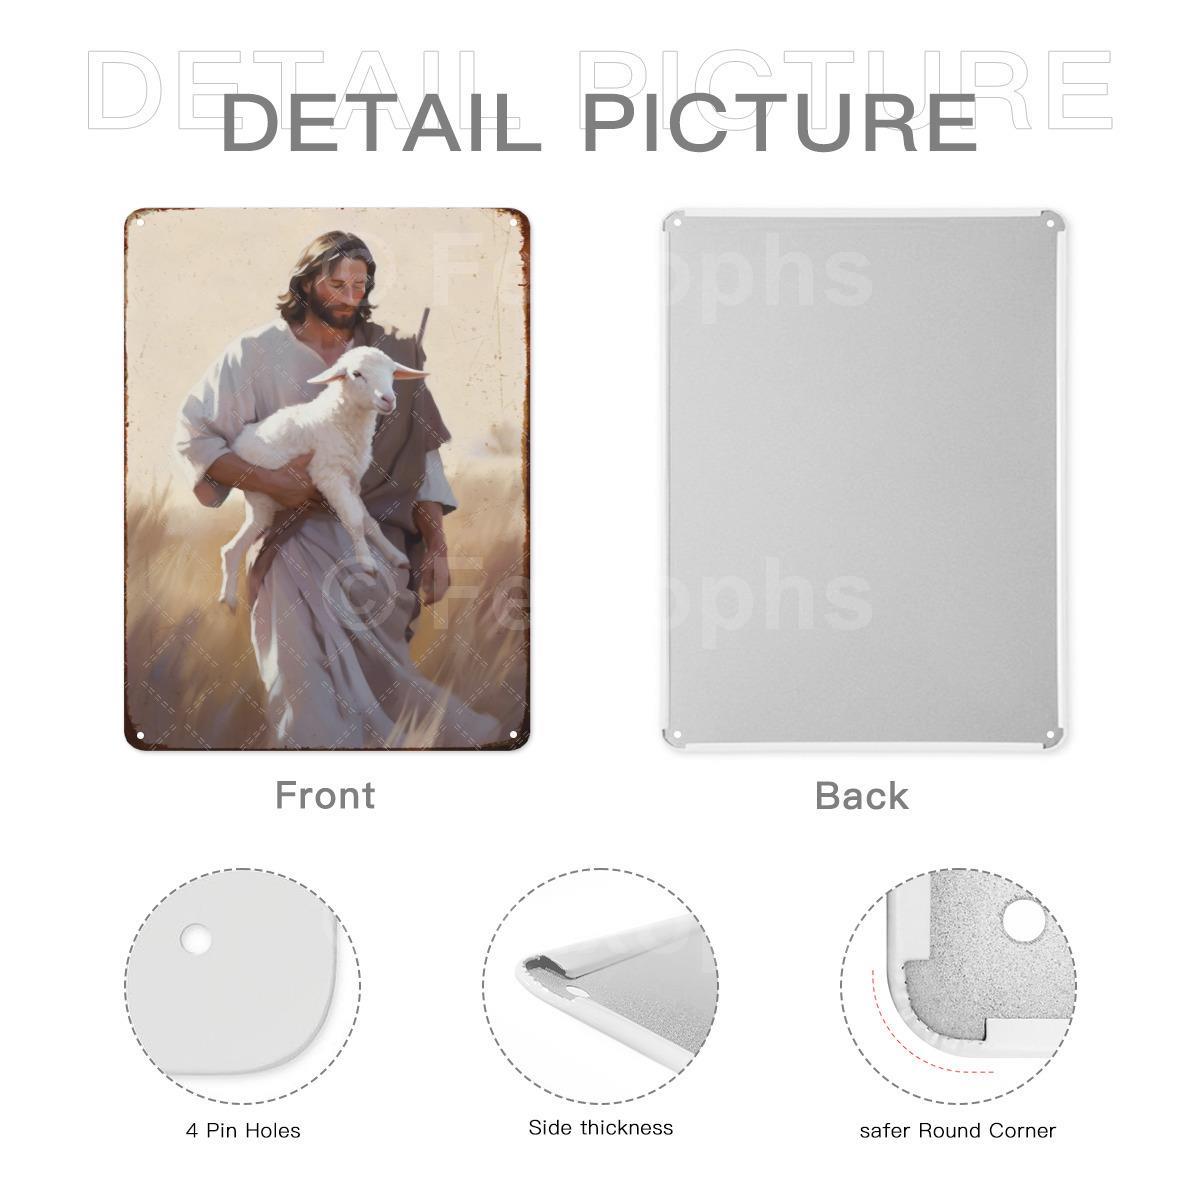 DETAIL PICTURE
DETAIL PICTURE
Front
Back
4 Pin Holes
Side thickness
safer Round Corner